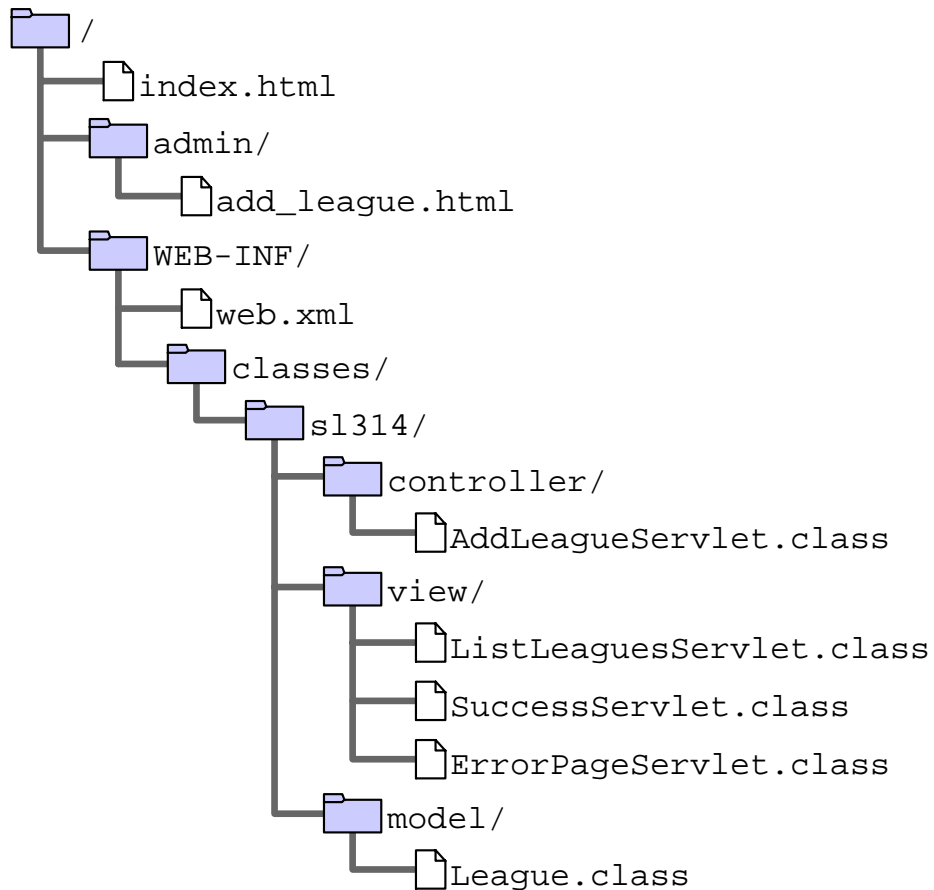 /
index.html
admin/
add_league.html
WEB-INF/
web.xml
classes/
sl314/
controller/
AddLeagueServlet.class
view/
ListLeaguesServlet.class
SuccessServlet.class
ErrorPageServlet.class
model/
League.class